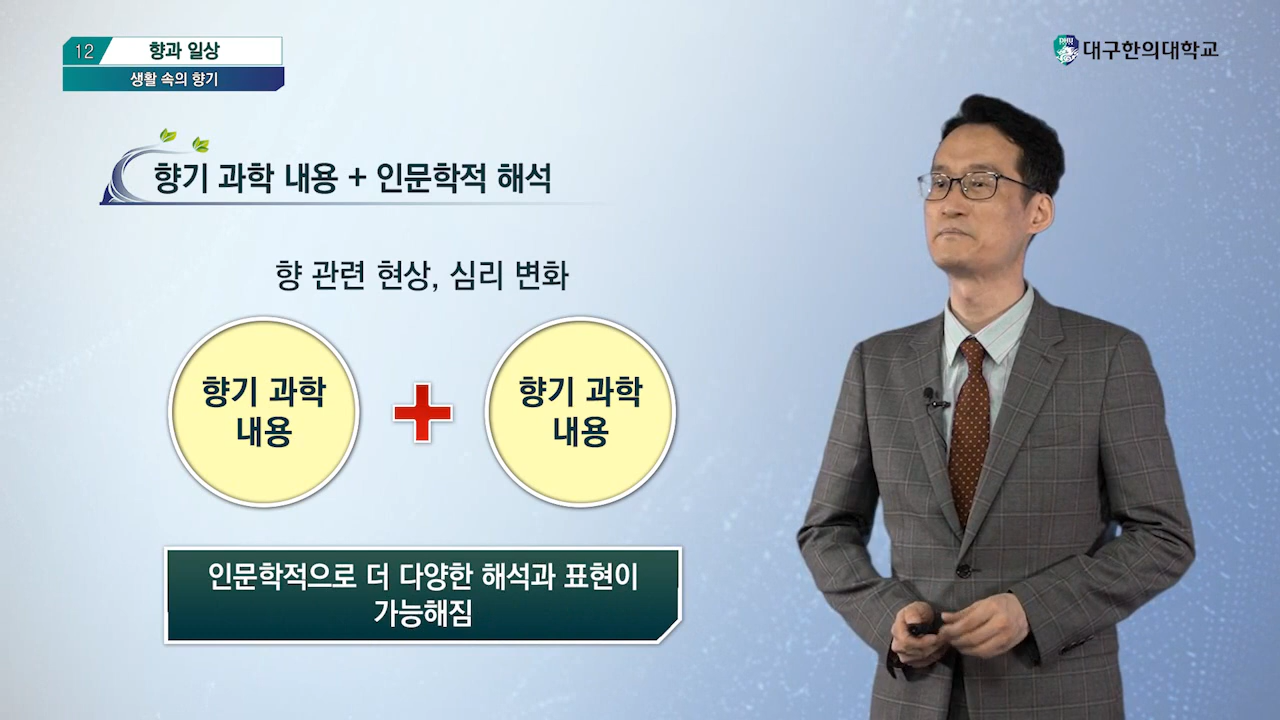 12 향과 일상
생활 속의 향기
대구한의대학교
향기 과학 내용 + 인문학적 해석
향 관련 현상, 심리 변화
향기 과학
내용
+
향기 과학
내용
인문학적으로 더 다양한 해석과 표현이
가능해짐